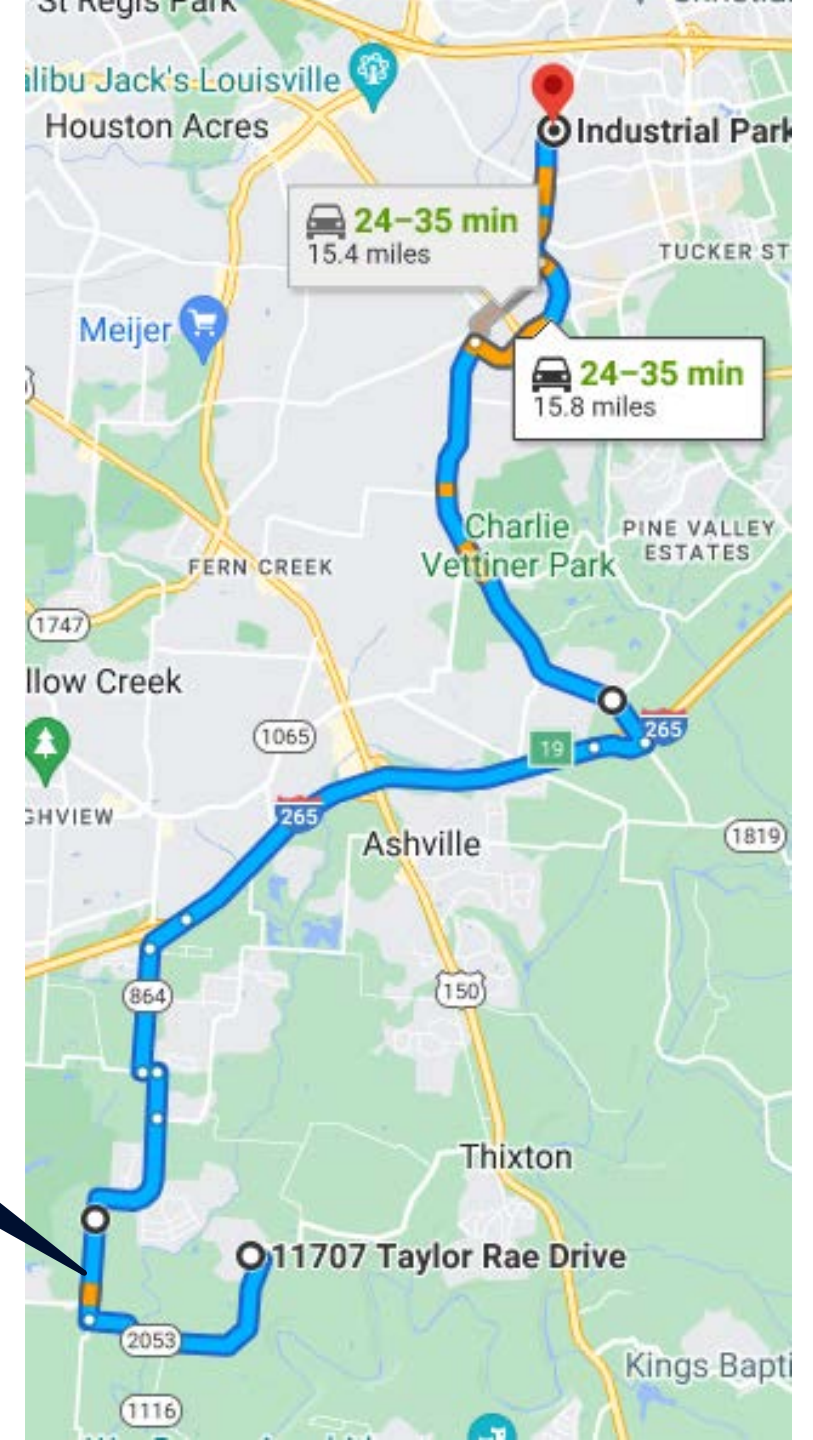 St Regis Park
alibu Jack's Louisville
Houston Acres
Industrial Park
24–35 min
15.4 miles
TUCKER ST
Meijer
24–35 min
15.8 miles
Charlie
Vettiner Park
PINE VALLEY
ESTATES
FERN CREEK
1747
llow Creek
1065
265
19
265
GHVIEW
Ashville
1819
864
150
Thixton
11707 Taylor Rae Drive
2053
Kings Bapti
1116